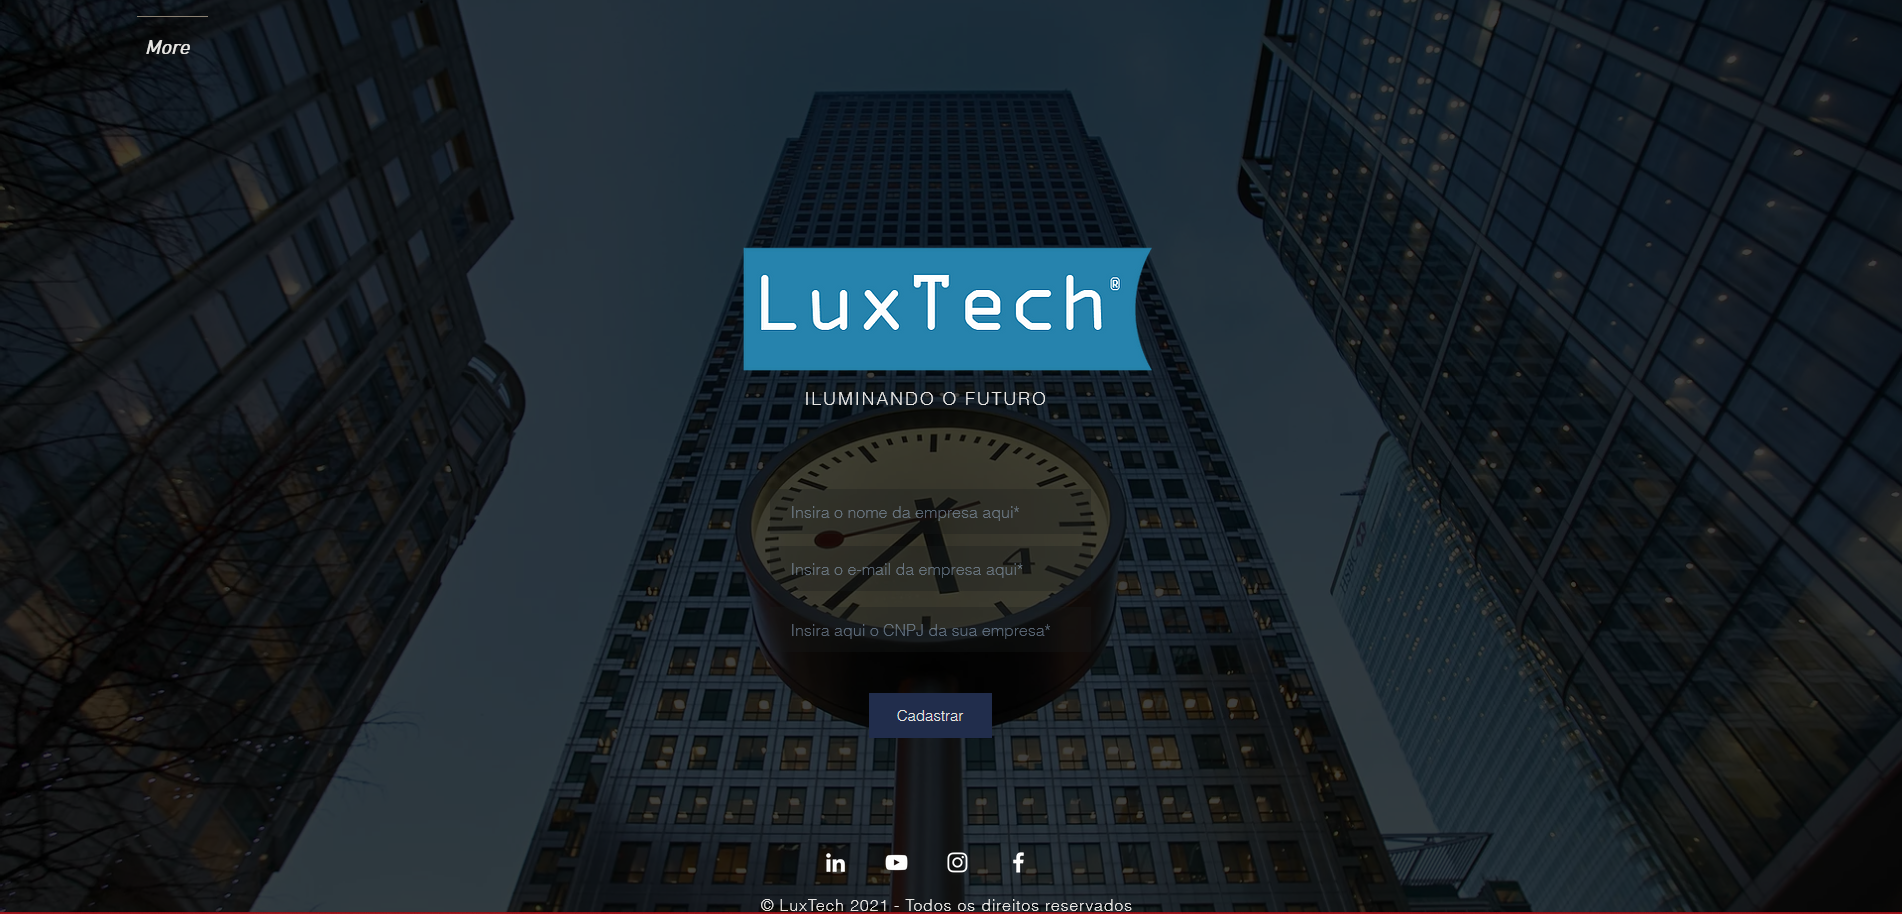 More
LuxTech®
ILUMINANDO O FUTURO
Insira o nome da empresa aqui*
4
Insira o e-mail da empresa aqui*
Insira aqui o CNPJ da sua empresa*
Cadastrar
© LuxTech 2021 - Todos os direitos reservados